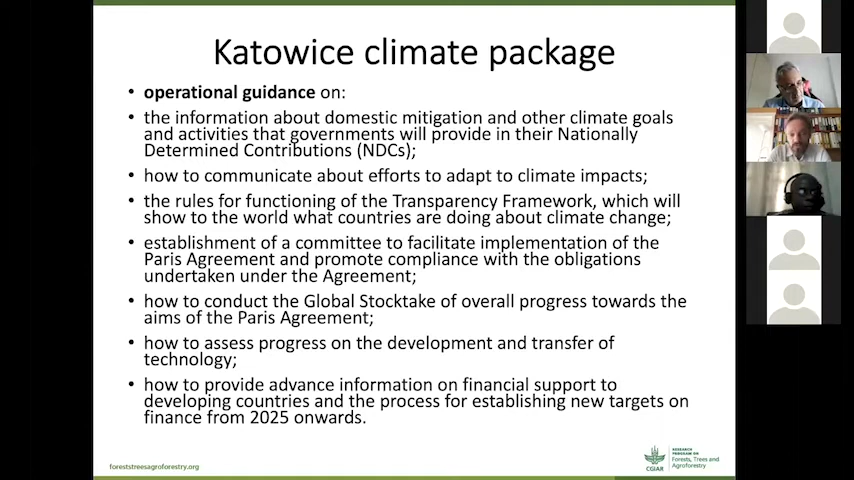 Katowice climate package
• operational guidance on:
• the information about domestic mitigation and other climate goals
and activities that governments will provide in their Nationally
Determined Contributions (NDCs);
• how to communicate about efforts to adapt to climate impacts;
• the rules for functioning of the Transparency Framework, which will
show to the world what countries are doing about climate change;
• establishment of a committee to facilitate implementation of the
Paris Agreement and promote compliance with the obligations
undertaken under the Agreement;
• how to conduct the Global Stocktake of overall progress towards the
aims of the Paris Agreement;
• how to assess progress on the development and transfer of
technology;
• how to provide advance information on financial support to
developing countries and the process for establishing new targets on
finance from 2025 onwards.
foreststreesagroforestry.org
CGIAR
RESEARCH
PROGRAM ON
Forests, Trees and
Agroforestry